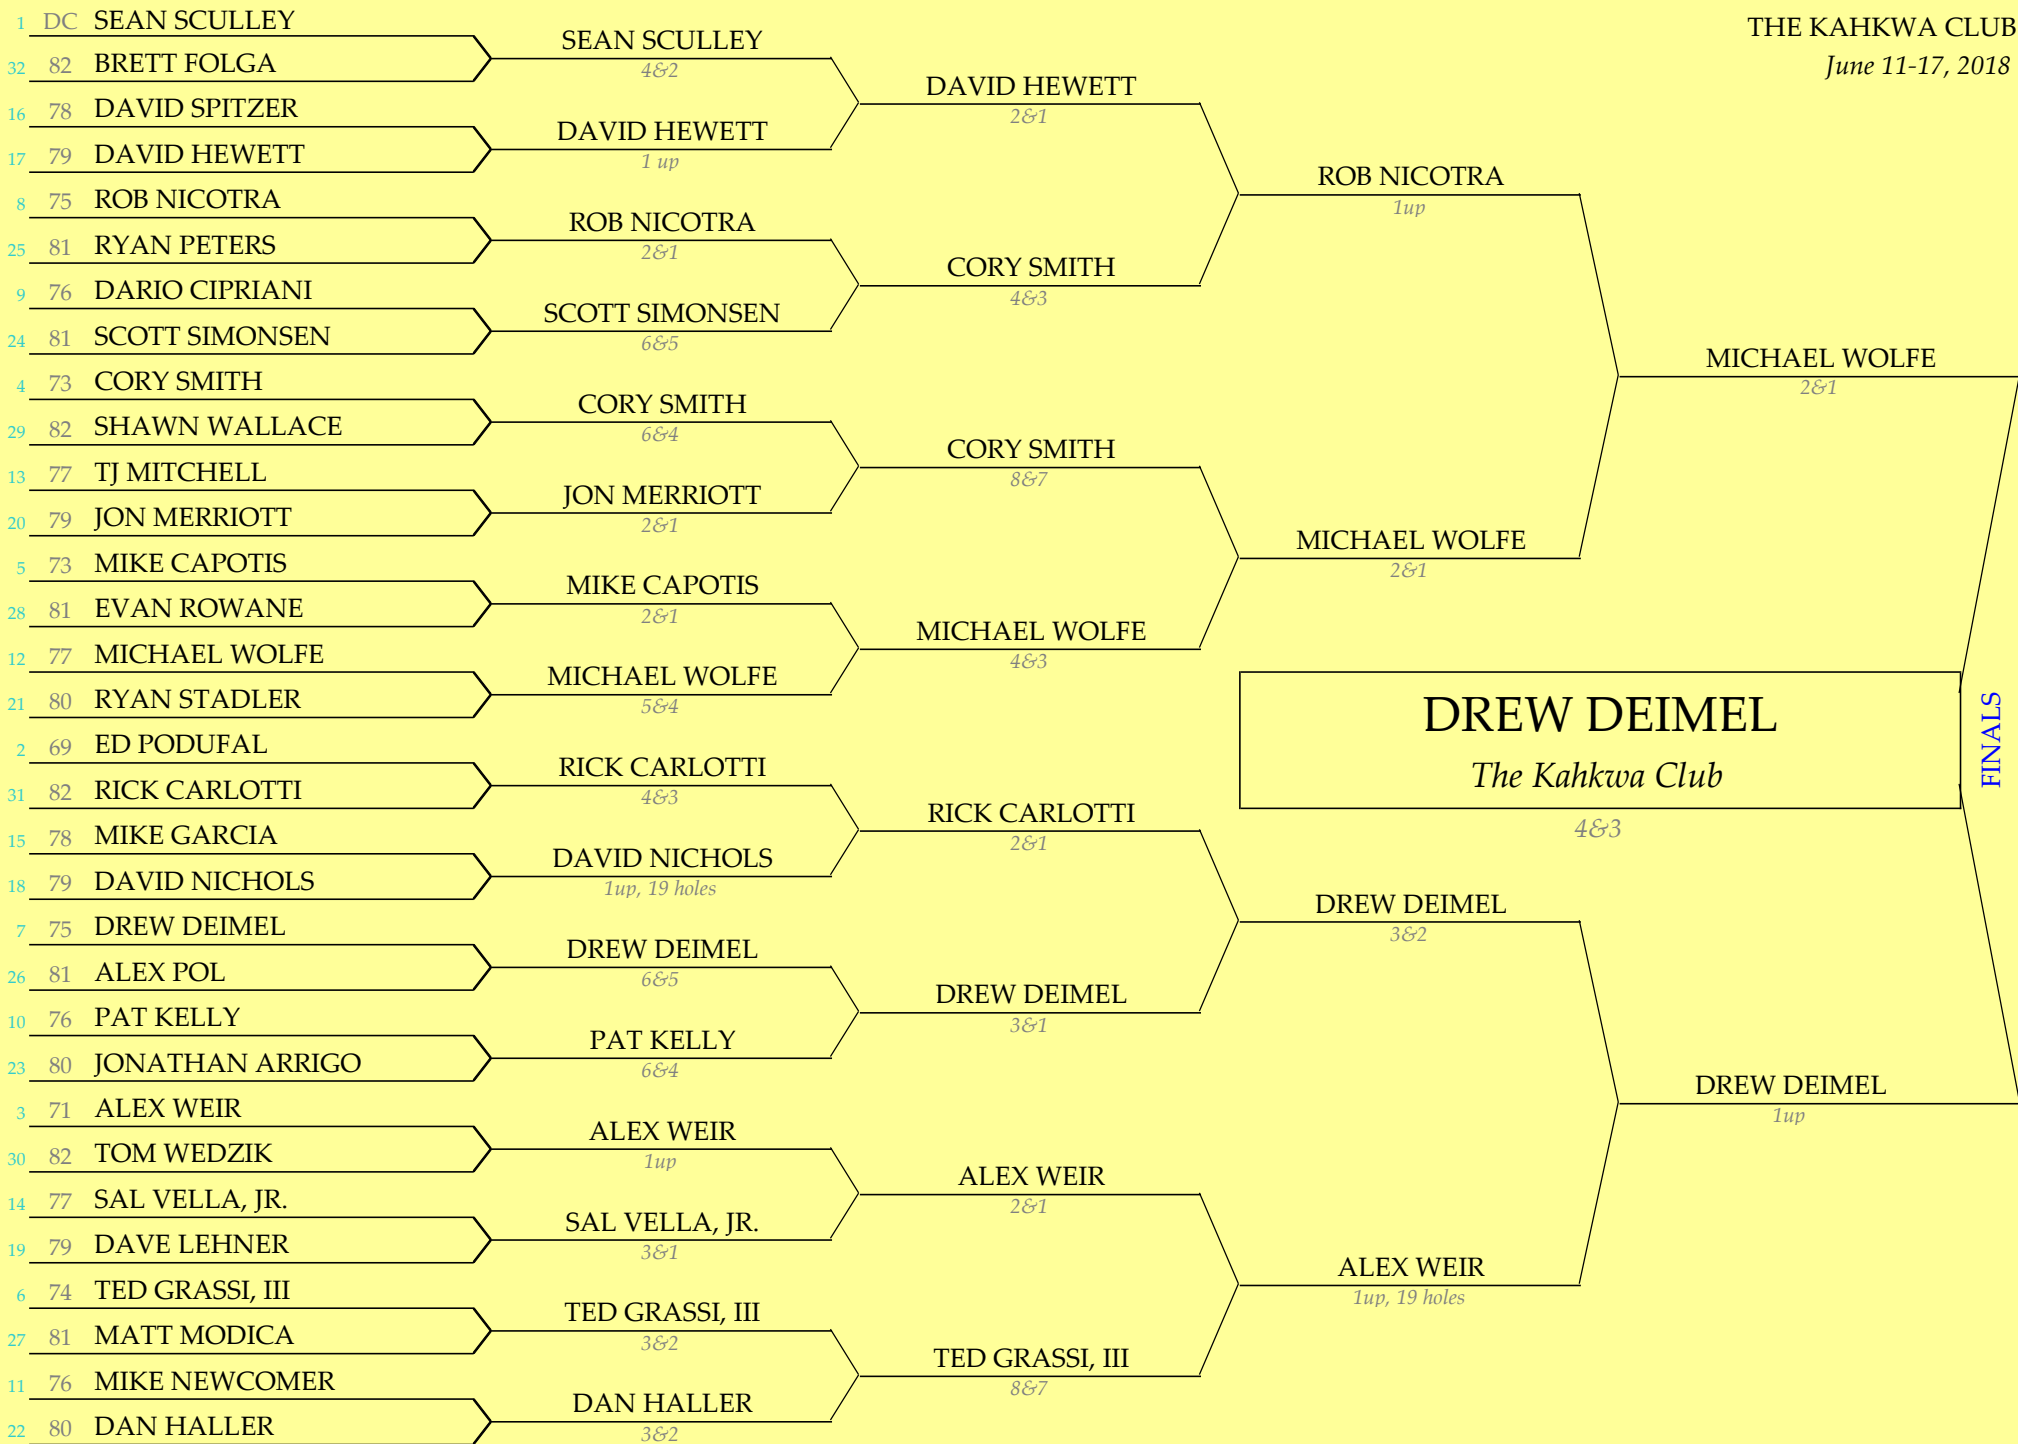 THE KAHKWA CLUB
June 11-17, 2018
1 DC SEAN SCULLEY
32 82 BRETT FOLGA
16 78 DAVID SPITZER
17 79 DAVID HEWETT
8 75 ROB NICOTRA
25 81 RYAN PETERS
9 76 DARIO CIPRIANI
24 81 SCOTT SIMONSEN
4 73 CORY SMITH
29 82 SHAWN WALLACE
13 77 TJ MITCHELL
20 79 JON MERRIOTT
5 73 MIKE CAPOTIS
28 81 EVAN ROWANE
12 77 MICHAEL WOLFE
21 80 RYAN STADLER
2 69 ED PODUFAL
31 82 RICK CARLOTTI
15 78 MIKE GARCIA
18 79 DAVID NICHOLS
7 75 DREW DEIMEL
26 81 ALEX POL
10 76 PAT KELLY
23 80 JONATHAN ARRIGO
3 71 ALEX WEIR
30 82 TOM WEDZIK
14 77 SAL VELLA, JR.
19 79 DAVE LEHNER
6 74 TED GRASSI, III
27 81 MATT MODICA
11 76 MIKE NEWCOMER
22 80 DAN HALLER
SEAN SCULLEY
4&2
DAVID HEWETT
1 up
ROB NICOTRA
2&1
SCOTT SIMONSEN
6&5
CORY SMITH
6&4
JON MERRIOTT
2&1
MIKE CAPOTIS
2&1
MICHAEL WOLFE
5&4
RICK CARLOTTI
4&3
DAVID NICHOLS
1up, 19 holes
DREW DEIMEL
6&5
PAT KELLY
6&4
ALEX WEIR
1up
SAL VELLA, JR.
3&1
TED GRASSI, III
3&2
DAN HALLER
3&2
DAVID HEWETT
2&1
CORY SMITH
4&3
CORY SMITH
8&7
MICHAEL WOLFE
4&3
RICK CARLOTTI
2&1
DREW DEIMEL
3&1
ALEX WEIR
2&1
TED GRASSI, III
8&7
ROB NICOTRA
1up
MICHAEL WOLFE
2&1
DREW DEIMEL
3&2
ALEX WEIR
1up, 19 holes
MICHAEL WOLFE
2&1
DREW DEIMEL
1up
FINALS
DREW DEIMEL
The Kahkwa Club
4&3